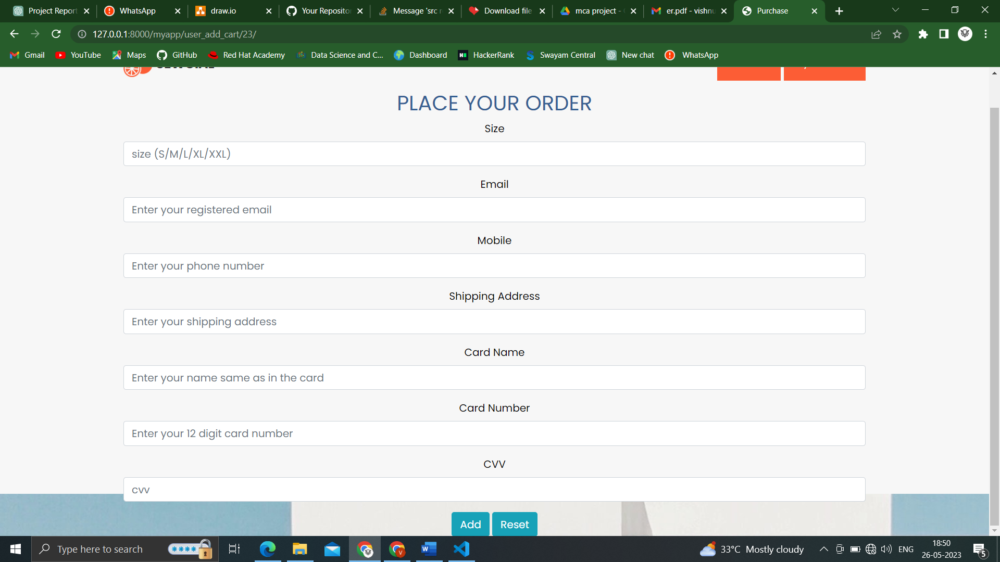 Project Report
WhatsApp
draw.io
Your Reposito
Message 'src
Download file
mca project -
er.pdf - vishnu
Purchase
127.0.0.1:8000/myapp/user_add_cart/23/
Gmail
YouTube
Maps
GitHub
Red Hat Academy
Data Science and C...
Dashboard
HackerRank
Swayam Central
New chat
WhatsApp
PLACE YOUR ORDER
Size
size (S/M/L/XL/XXL)
Email
Enter your registered email
Mobile
Enter your phone number
Shipping Address
Enter your shipping address
Card Name
Enter your name same as in the card
Card Number
Enter your 12 digit card number
CVV
cvv
Add
Reset
Type here to search
33°C Mostly cloudy
ENG
18:50
26-05-2023
5